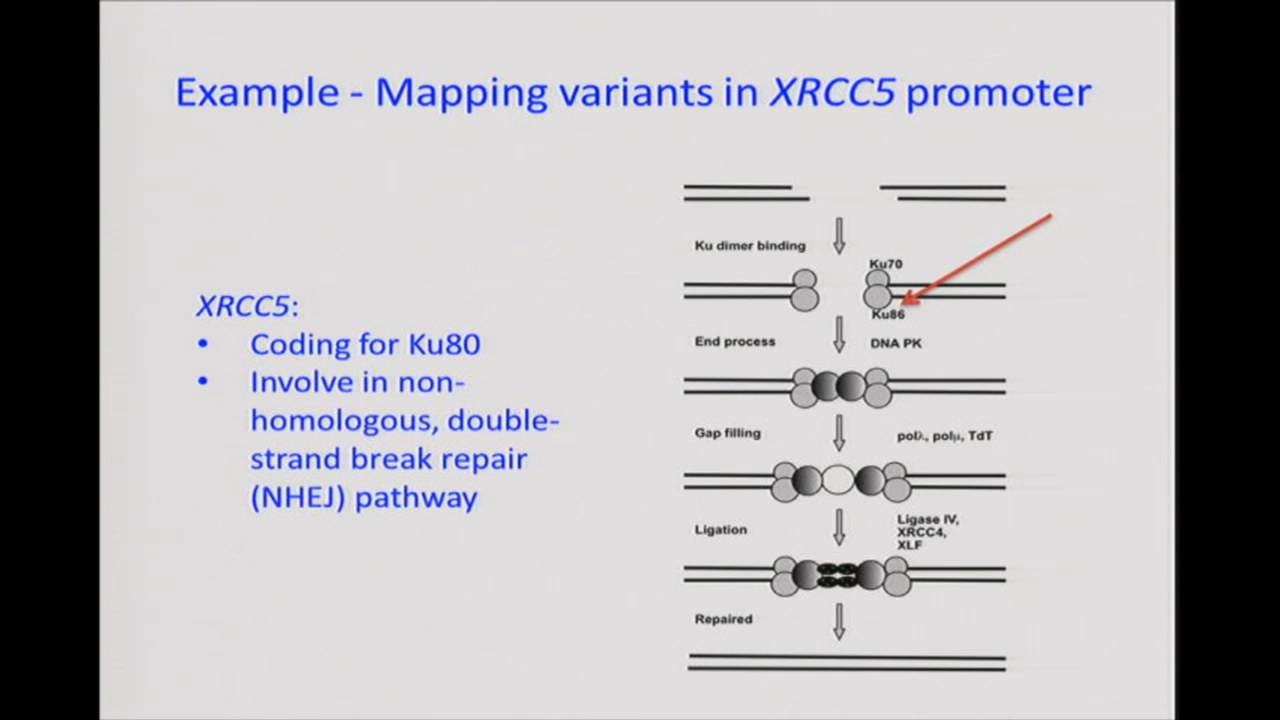 Example - Mapping variants in XRCC5 promoter
XRCC5:
• Coding for Ku80
• Involve in non-
homologous, double-
strand break repair
(NHEJ) pathway
Ku dimer binding
Ku70
Ku86
End process
DNA PK
Gap filling
polλ, polμ, TdT
Ligation
Ligase IV,
XRCC4,
XLF
Repaired